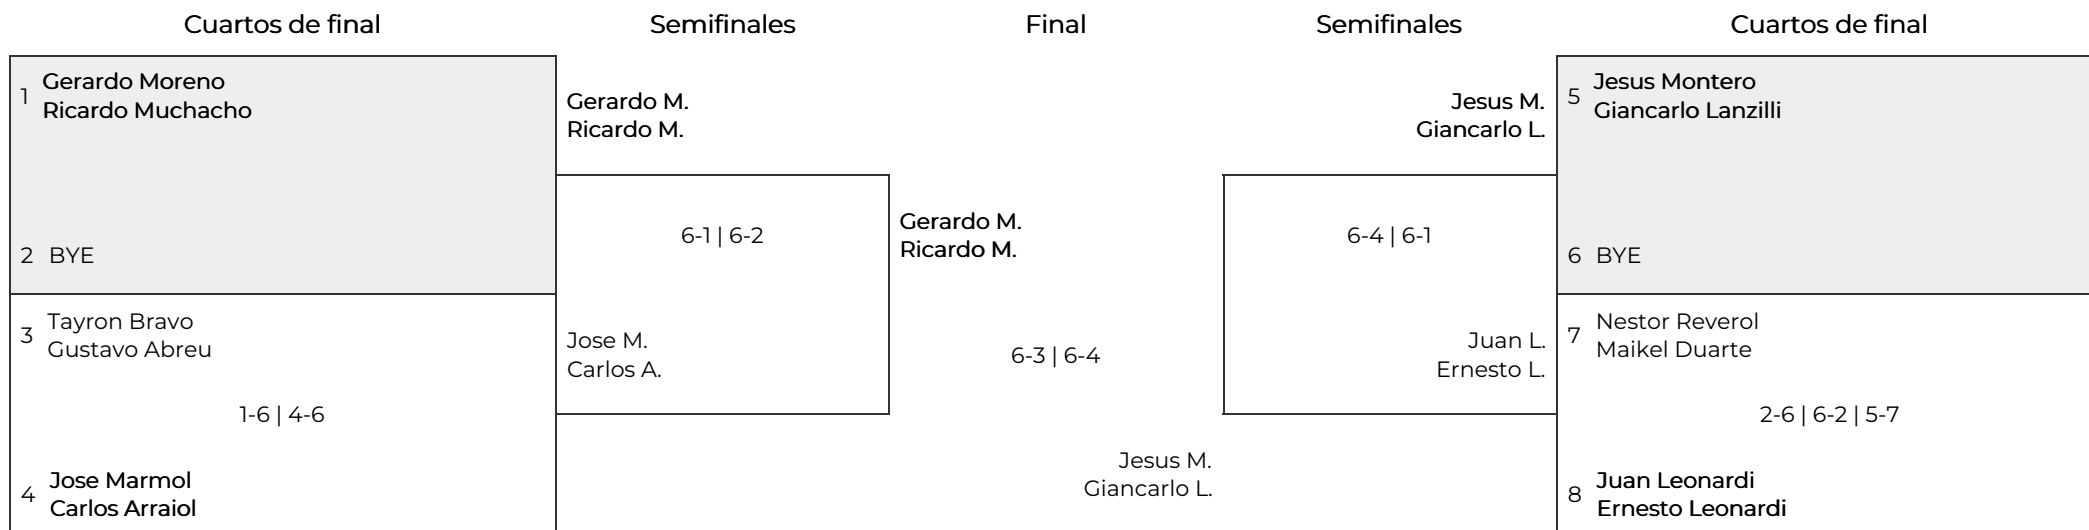 Cuartos de final
Semifinales
Final
Semifinales
Cuartos de final
1
Gerardo Moreno
Ricardo Muchacho
2 BYE
3
Tayron Bravo
Gustavo Abreu
1-6 | 4-6
4
Jose Marmol
Carlos Arraiol
Gerardo M.
Ricardo M.
6-1 | 6-2
Jose M.
Carlos A.
Gerardo M.
Ricardo M.
6-3 | 6-4
Jesus M.
Giancarlo L.
Jesus M.
Giancarlo L.
6-4 | 6-1
Juan L.
Ernesto L.
5
Jesus Montero
Giancarlo Lanzilli
6 BYE
7
Nestor Reverol
Maikel Duarte
2-6 | 6-2 | 5-7
8
Juan Leonardi
Ernesto Leonardi